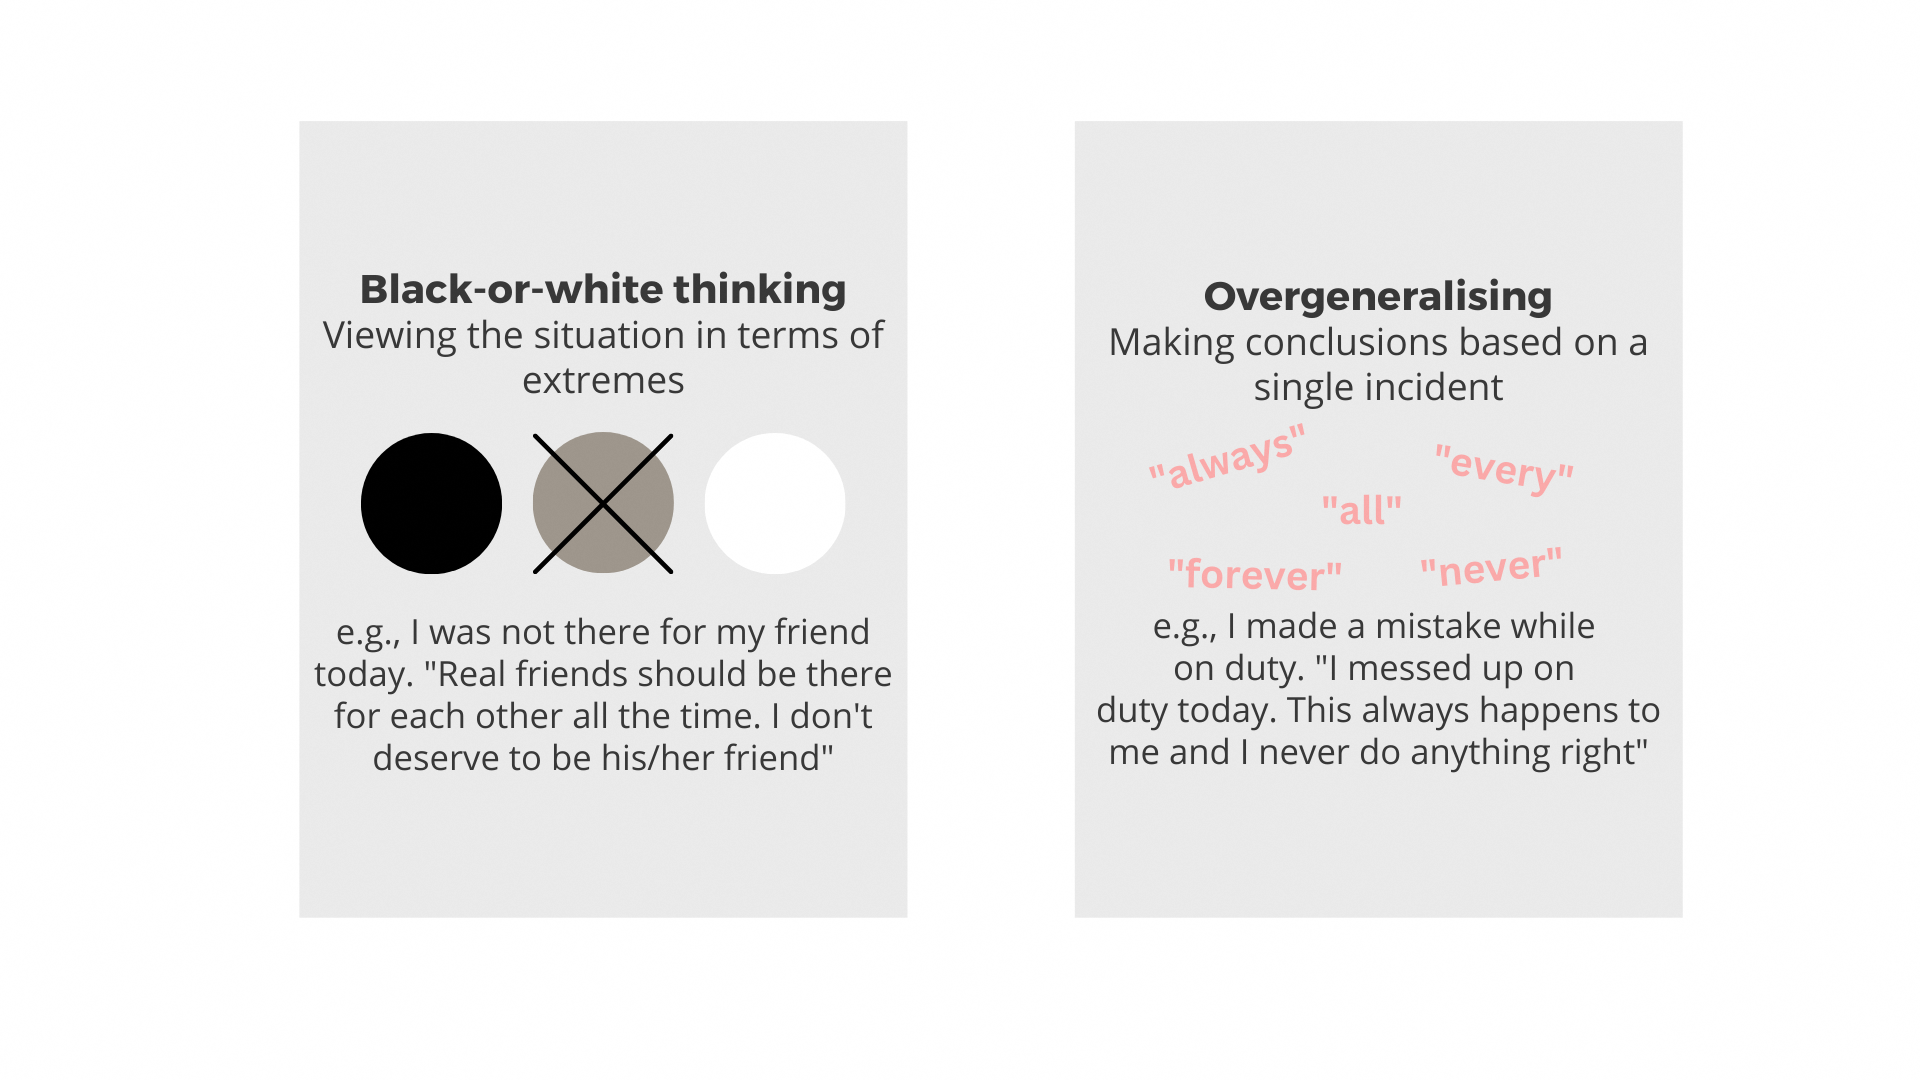 Black-or-white thinking
Viewing the situation in terms of
extremes
e.g., I was not there for my friend
today. "Real friends should be there
for each other all the time. I don't
deserve to be his/her friend"
Overgeneralising
Making conclusions based on a
single incident
"always"
"every"
"all"
"forever"
"never"
e.g., I made a mistake while
on duty. "I messed up on
duty today. This always happens to
me and I never do anything right"